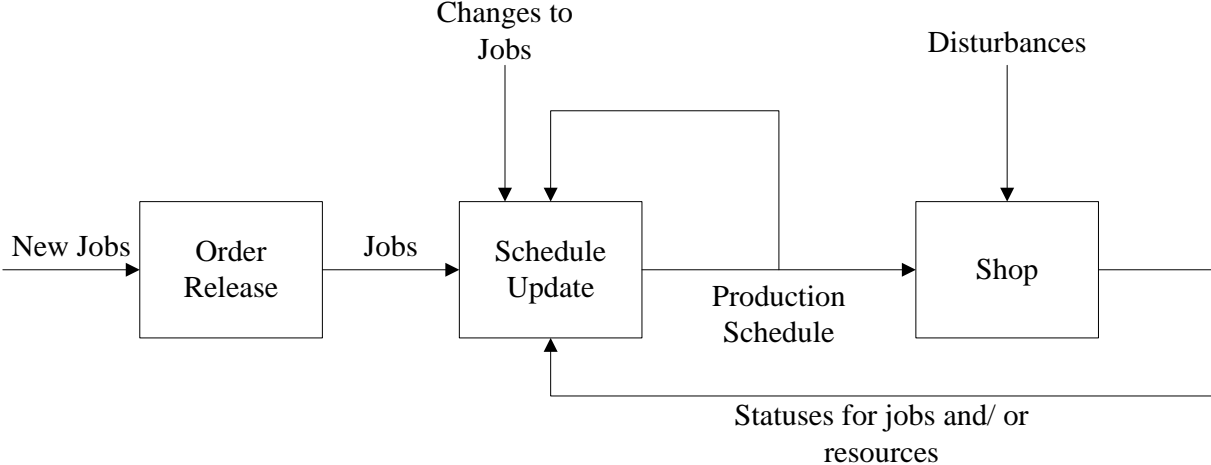 Changes to
Jobs
Disturbances
New Jobs
Order
Release
Jobs
Schedule
Update
Production
Schedule
Shop
Statuses for jobs and/ or
resources